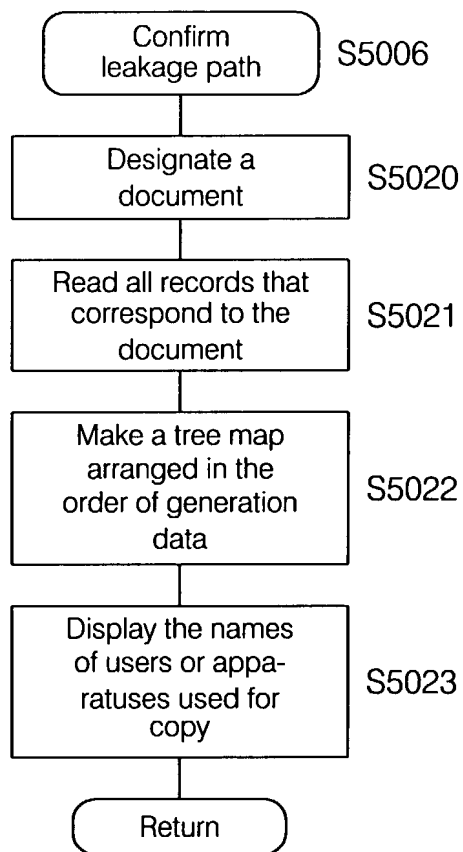 Confirm
leakage path
S5006
Designate a
document
S5020
Read all records that
correspond to the
document
S5021
Make a tree map
arranged in the
order of generation
data
S5022
Display the names
of users or appa-
ratuses used for
copy
S5023
Return